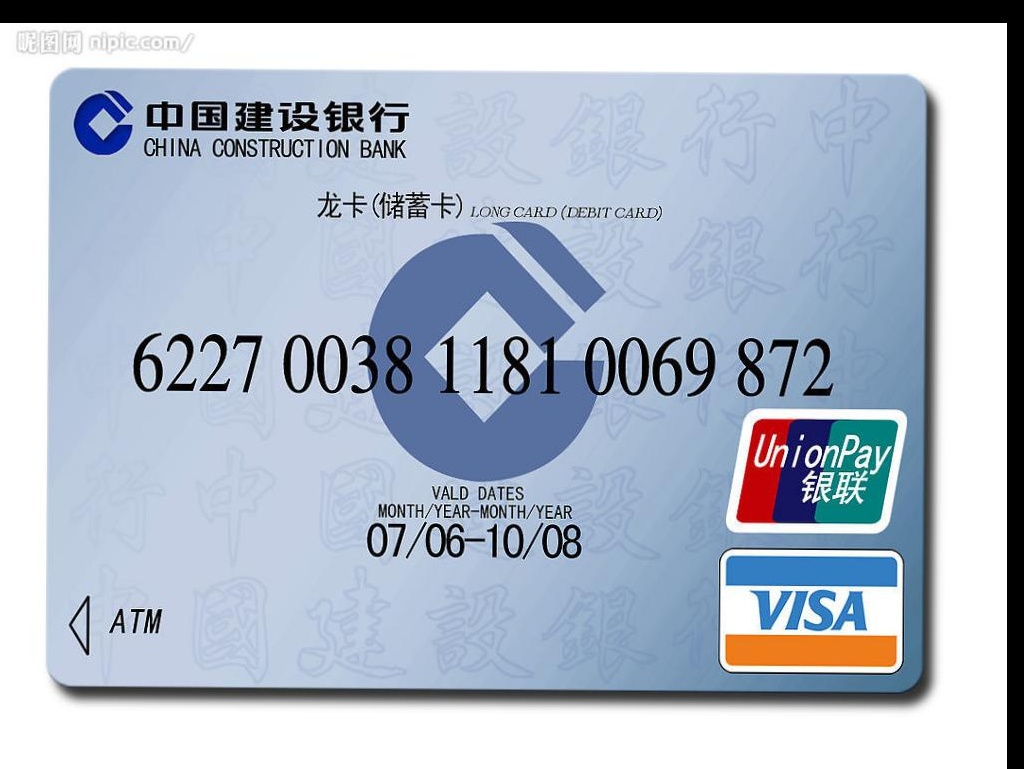 昵图网 nipic.com/
中国建设银行
CHINA CONSTRUCTION BANK
龙卡(储蓄卡) LONG CARD (DEBIT CARD)
6227 0038 1181 0069 872
UnionPay
银联
VALD DATES
MONTH/YEAR-MONTH/YEAR
07/06-10/08
VISA
ATM